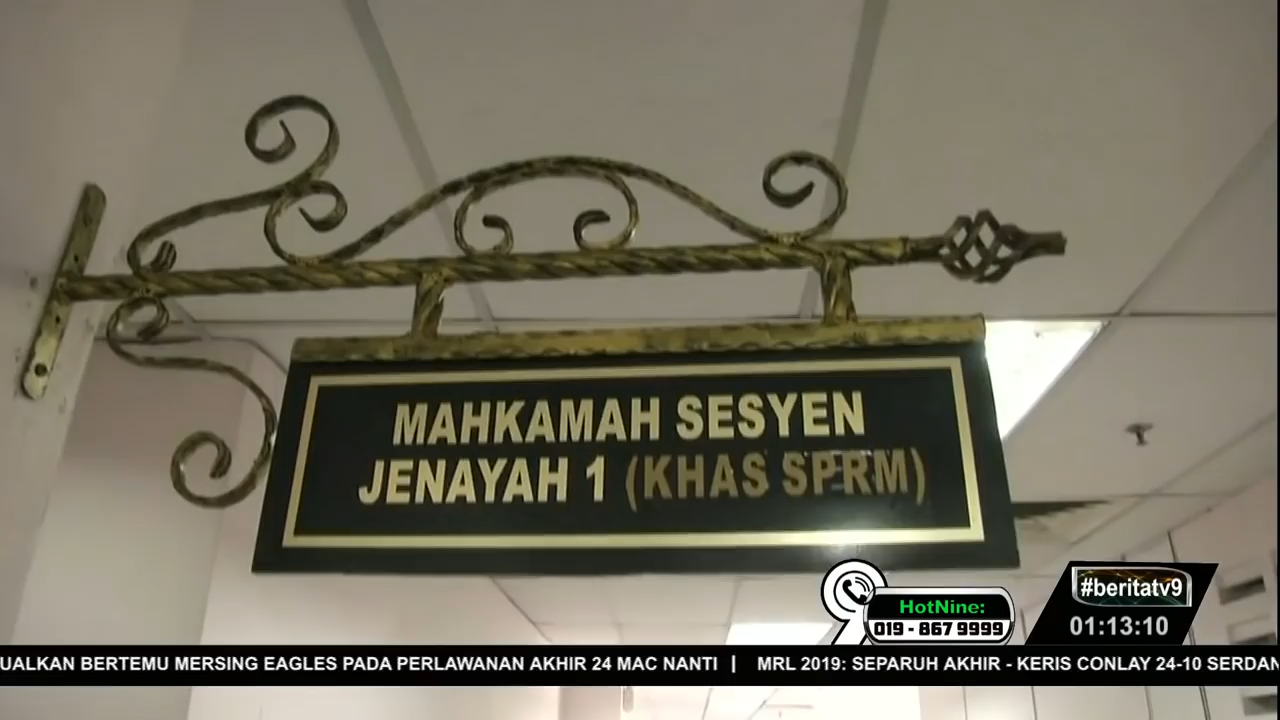 MAHKAMAH SESYEN
JENAYAH 1 (KHAS SPRM)
HotNine:
019 - 867 9999
#beritatv9
01:13:10
UALKAN BERTEMU MERSING EAGLES PADA PERLAWANAN AKHIR 24 MAC NANTI | MRL 2019: SEPARUH AKHIR - KERIS CONLAY 24-10 SERDAN